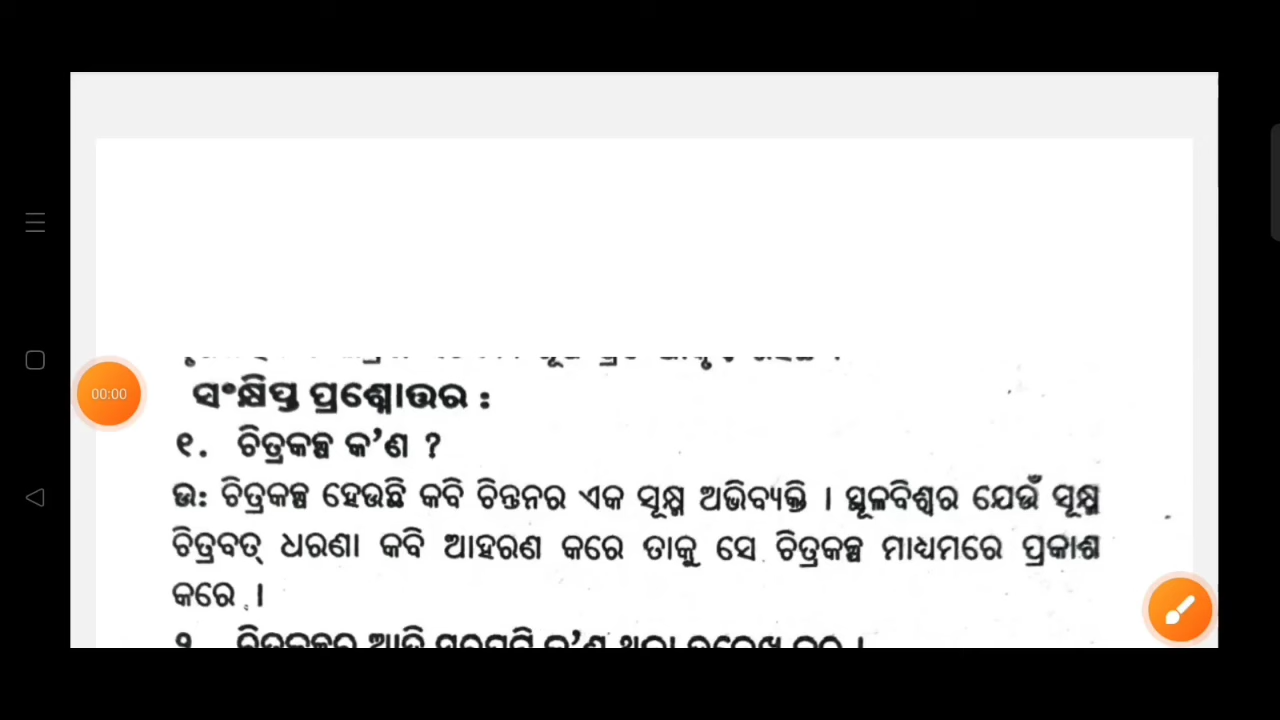 ସଂକ୍ଷିପ୍ତ ପ୍ରଶ୍ନୋତ୍ତର :
୧. ଚିତ୍ରକଳ୍ପ କ'ଣ ?
00:00
ଉଃ ଚିତ୍ରକଳ୍ପ ହେଉଛି କବି ଚିନ୍ତନର ଏକ ସୂକ୍ଷ୍ମ ଅଭିବ୍ୟକ୍ତି । ସ୍ଥୂଳବିଶ୍ୱର ଯେଉଁ ସୂକ୍ଷ୍ମ
ଚିତ୍ରବତ୍ ଧରଣା କବି ଆହରଣ କରେ ତାକୁ ସେ ଚିତ୍ରକଳ୍ପ ମାଧ୍ୟମରେ ପ୍ରକାଶ
କରେ ।